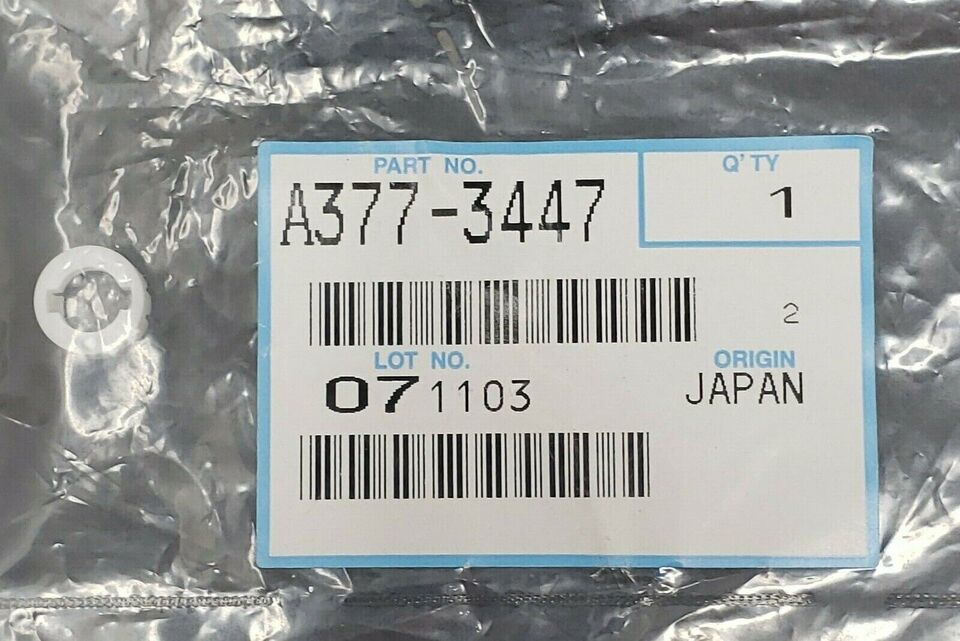 PART NO.
A377-3447
Q'TY
1
2
LOT NO.
071103
ORIGIN
JAPAN